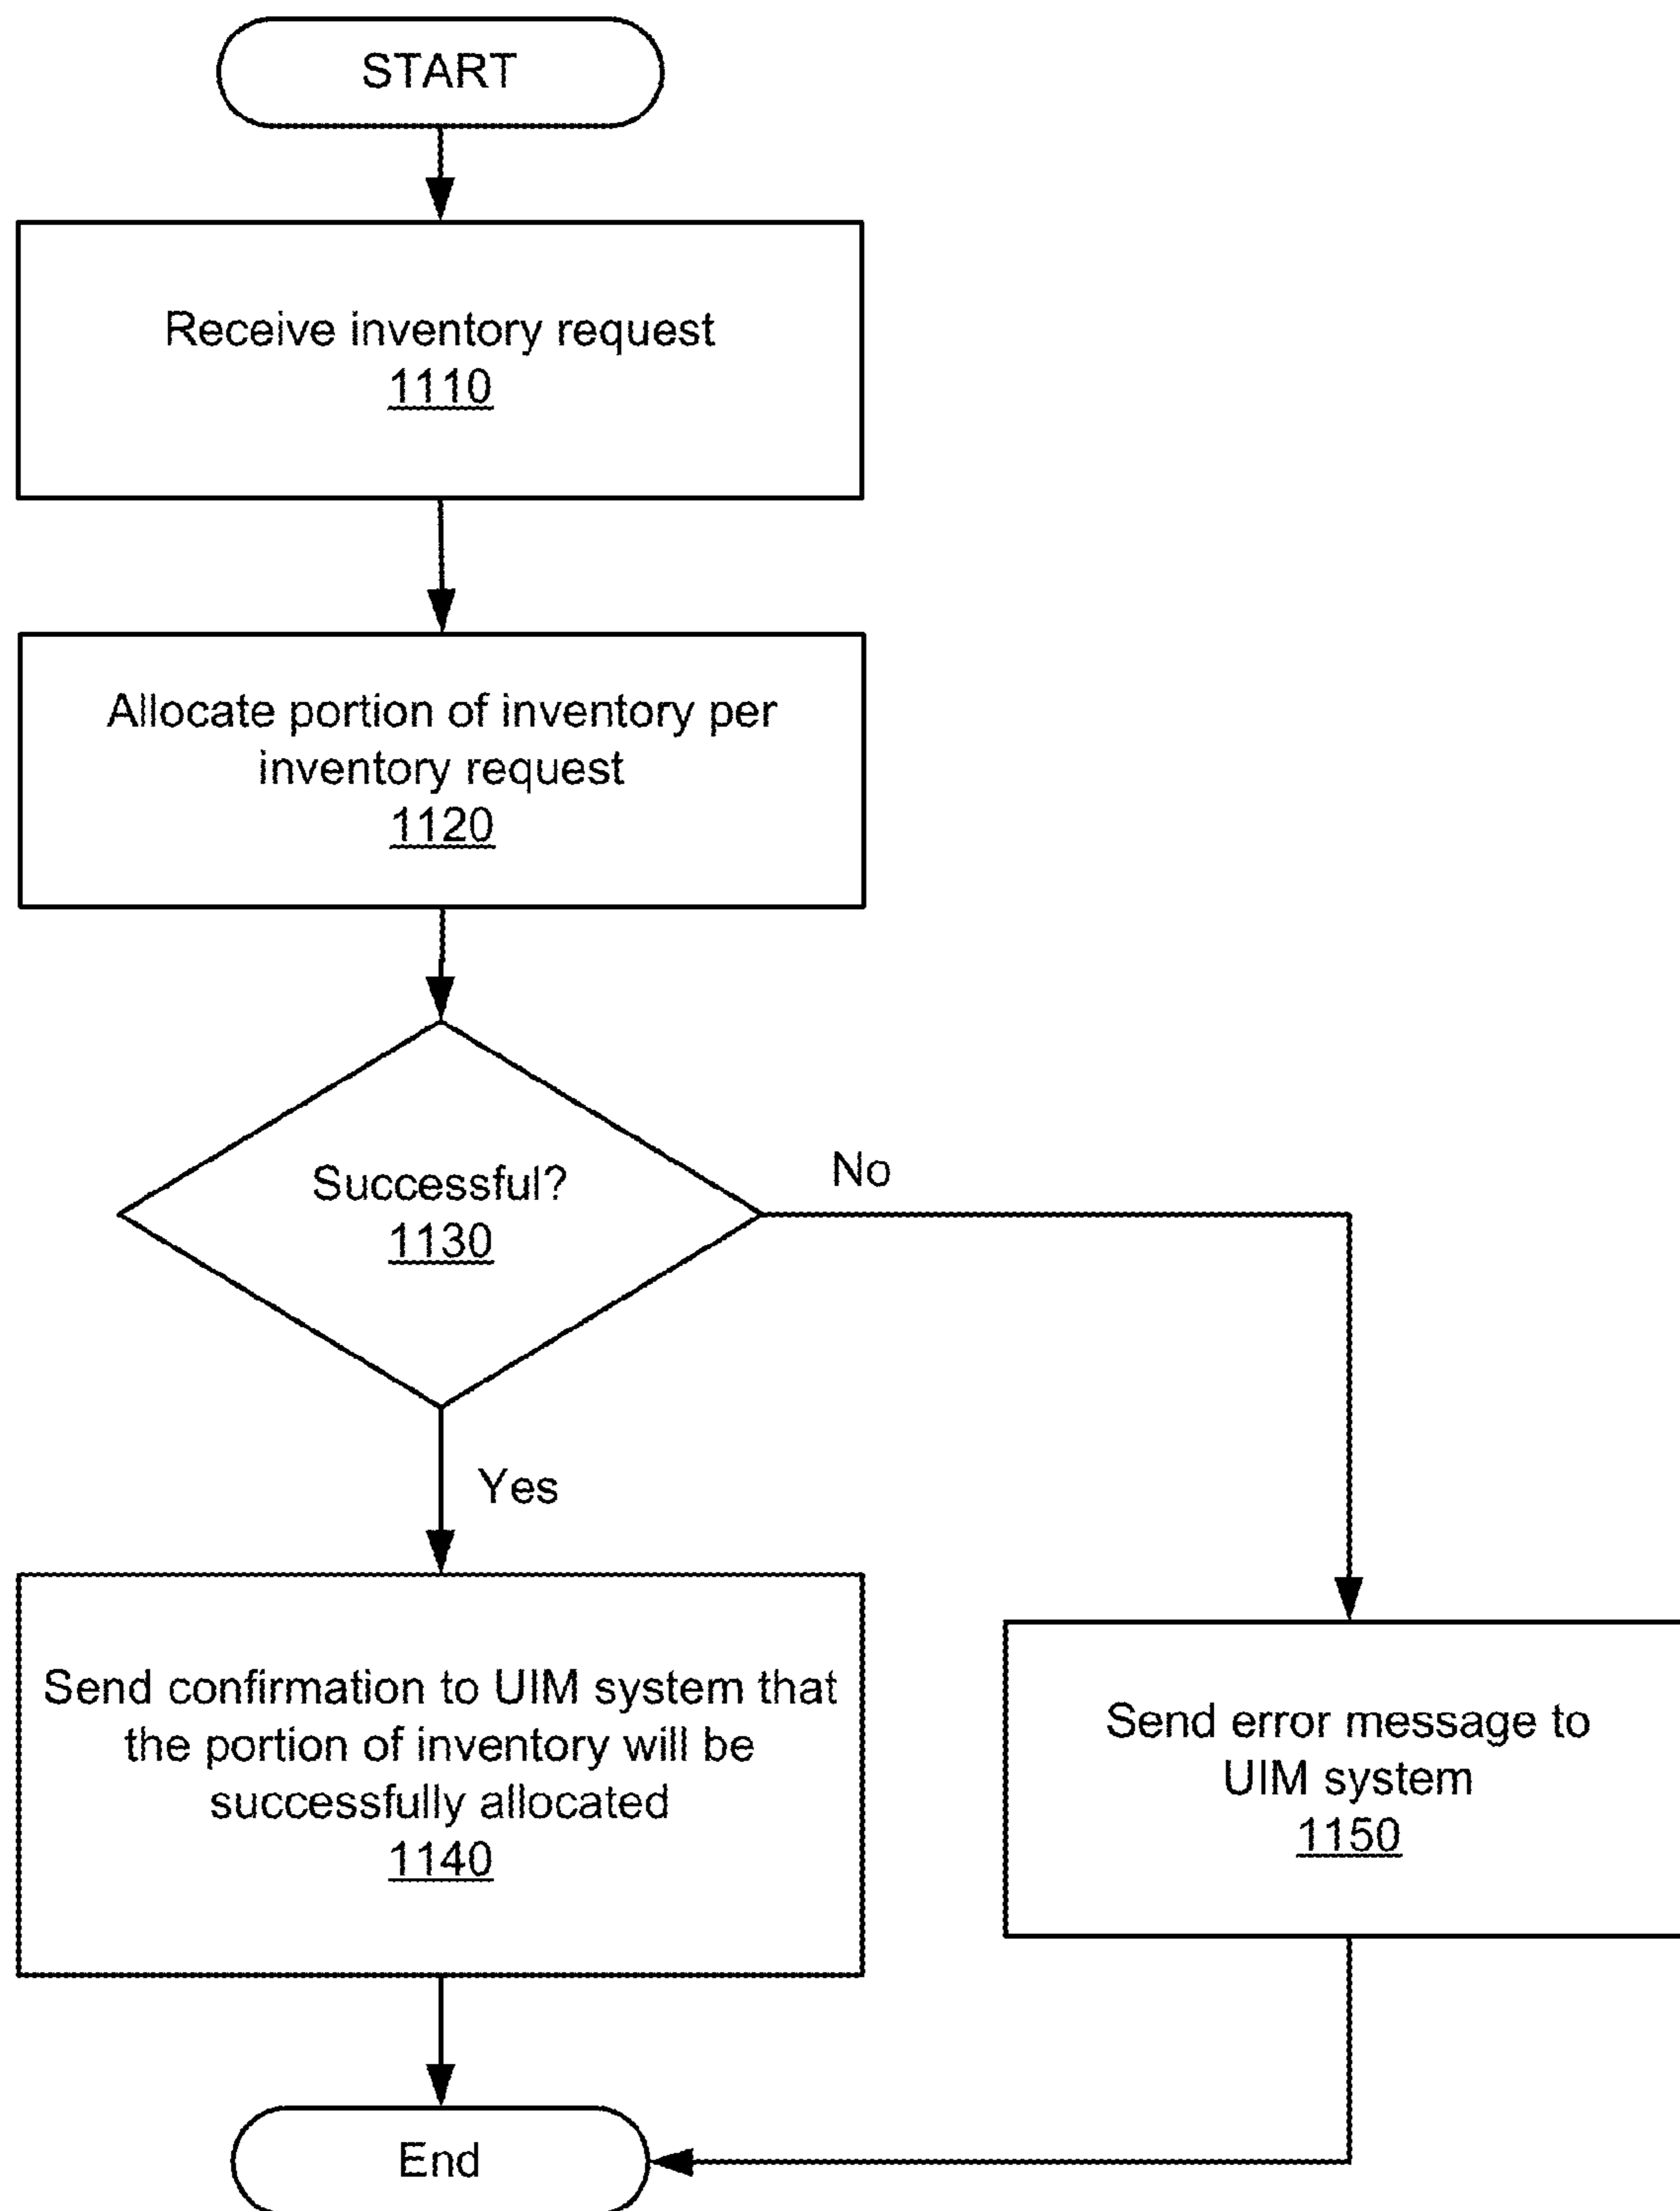 START
Receive inventory request
1110
Allocate portion of inventory per
inventory request
1120
Successful?
1130
No
Yes
Send confirmation to UIM system that
the portion of inventory will be
successfully allocated
1140
Send error message to
UIM system
1150
End